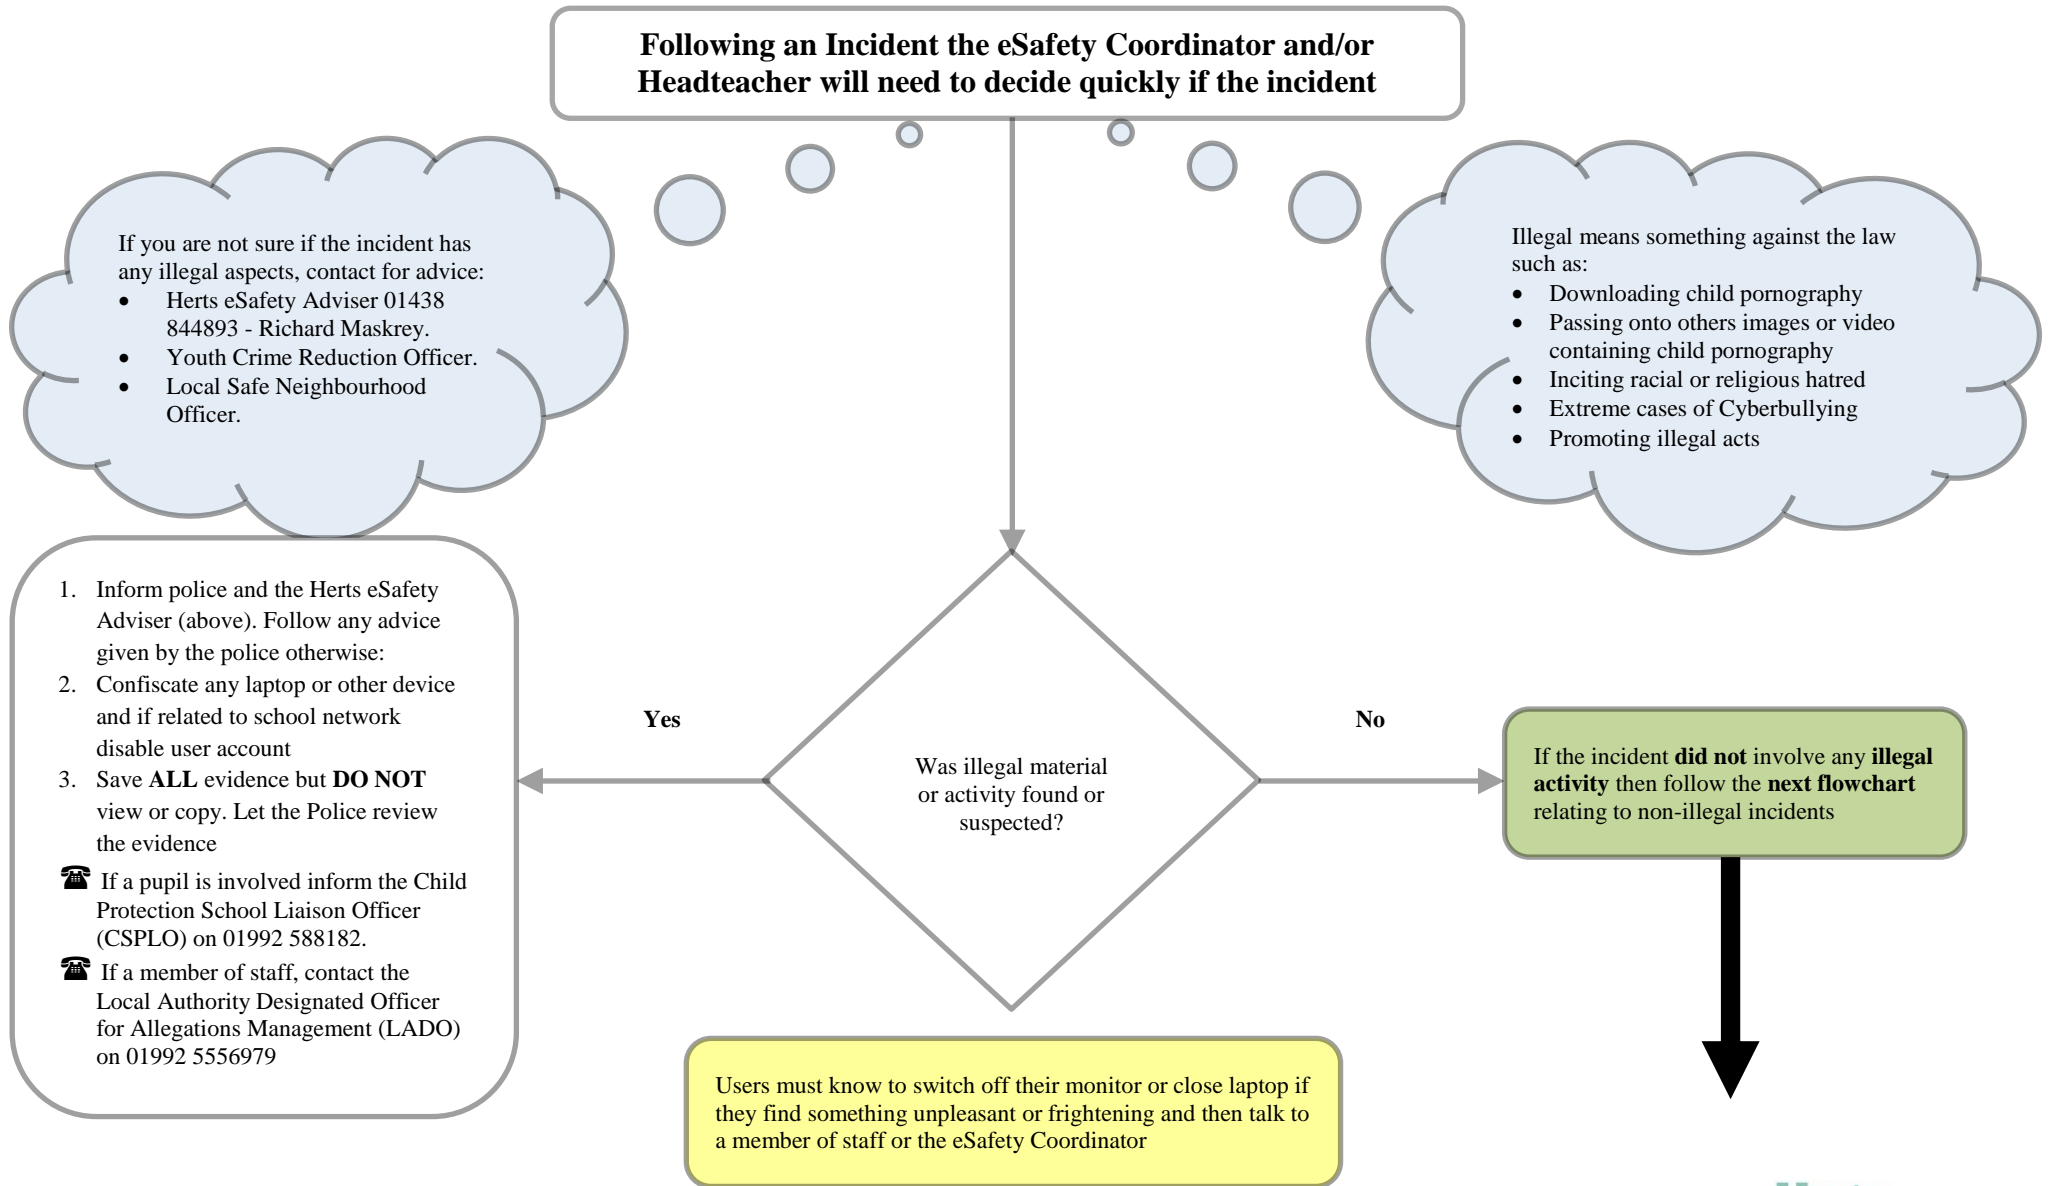 Following an Incident the eSafety Coordinator and/or
Headteacher will need to decide quickly if the incident
If you are not sure if the incident has
any illegal aspects, contact for advice:
• Herts eSafety Adviser 01438
844893 - Richard Maskrey.
• Youth Crime Reduction Officer.
• Local Safe Neighbourhood
Officer.
Illegal means something against the law
such as:
• Downloading child pornography
• Passing onto others images or video
containing child pornography
• Inciting racial or religious hatred
• Extreme cases of Cyberbullying
• Promoting illegal acts
1. Inform police and the Herts eSafety
Adviser (above). Follow any advice
given by the police otherwise:
2. Confiscate any laptop or other device
and if related to school network
disable user account
3. Save ALL evidence but DO NOT
view or copy. Let the Police review
the evidence
☎ If a pupil is involved inform the Child
Protection School Liaison Officer
(CSPLO) on 01992 588182.
☎ If a member of staff, contact the
Local Authority Designated Officer
for Allegations Management (LADO)
on 01992 5556979
Yes
Was illegal material
or activity found or
suspected?
No
If the incident did not involve any illegal
activity then follow the next flowchart
relating to non-illegal incidents
Users must know to switch off their monitor or close laptop if
they find something unpleasant or frightening and then talk to
a member of staff or the eSafety Coordinator